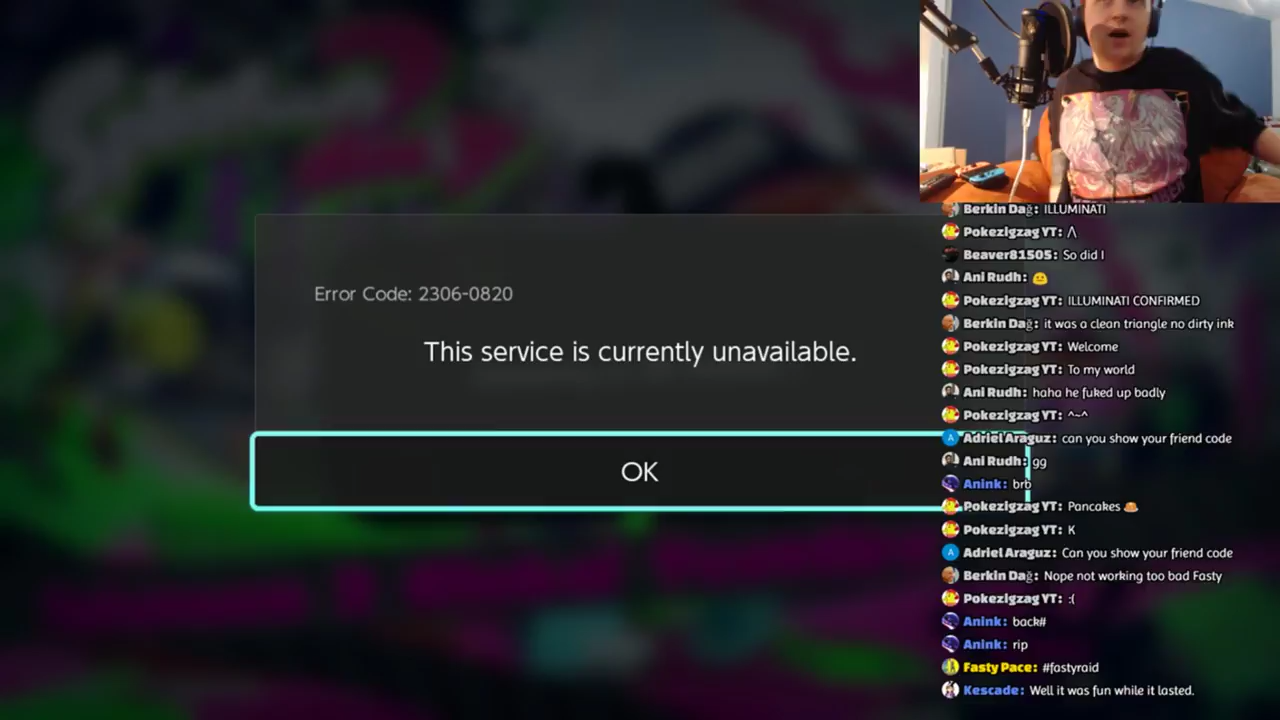 Error Code: 2306-0820
This service is currently unavailable.
OK
Berkin Dağ: ILLUMINATI
Pokezigzag YT: /\
Beaver81505: So did I
Ani Rudh: 😐
Pokezigzag YT: ILLUMINATI CONFIRMED
Berkin Dağ: it was a clean triangle no dirty ink
Pokezigzag YT: Welcome
Pokezigzag YT: To my world
Ani Rudh: haha he fuked up badly
Pokezigzag YT: ^~^
Adriel Araguz: can you show your friend code
Ani Rudh: gg
Anink: brb
Pokezigzag YT: Pancakes 🥞
Pokezigzag YT: K
A Adriel Araguz: Can you show your friend code
Berkin Dağ: Nope not working too bad Fasty
Pokezigzag YT: :(
Anink: back#
Anink: rip
Fasty Pace: #fastyraid
Kescade: Well it was fun while it lasted.